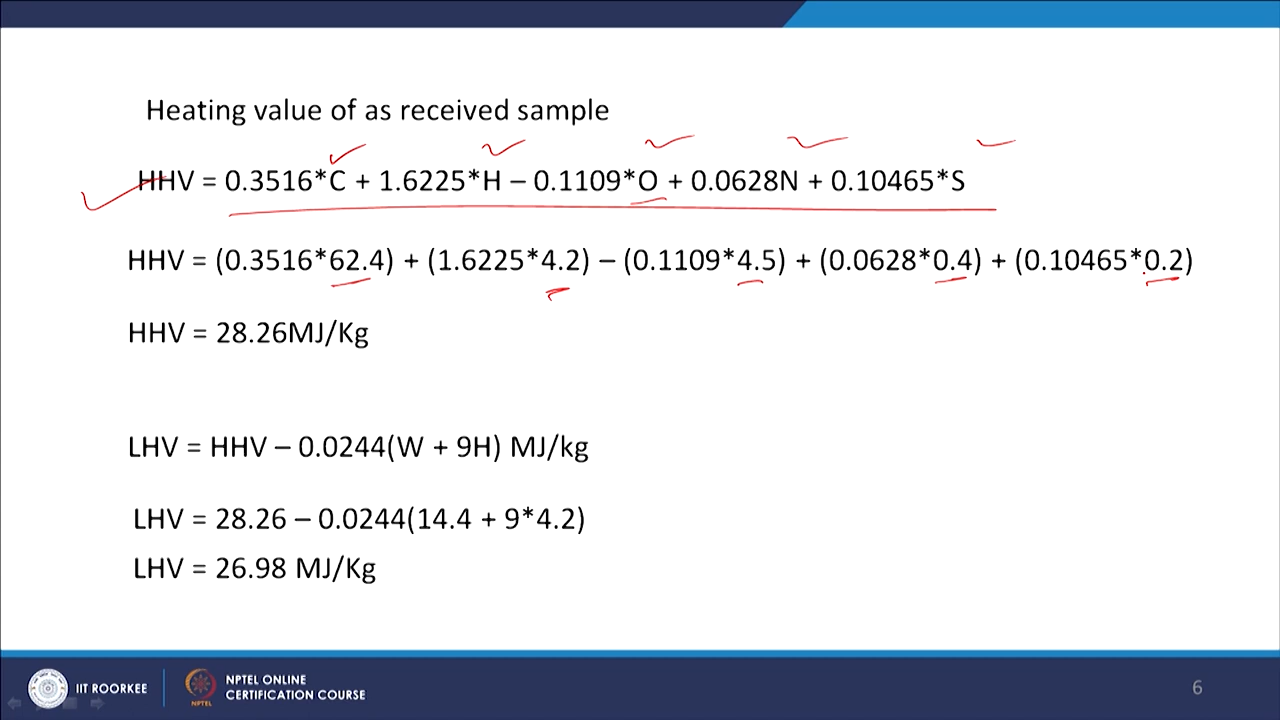 Heating value of as received sample
HHV = 0.3516*C + 1.6225*H – 0.1109*O + 0.0628N + 0.10465*S
HHV = (0.3516*62.4) + (1.6225*4.2) – (0.1109*4.5) + (0.0628*0.4) + (0.10465*0.2)
HHV = 28.26MJ/Kg
LHV = HHV – 0.0244(W + 9H) MJ/kg
LHV = 28.26 – 0.0244(14.4 + 9*4.2)
LHV = 26.98 MJ/Kg
IIT ROORKEE
NPTEL
NPTEL ONLINE
CERTIFICATION COURSE
6